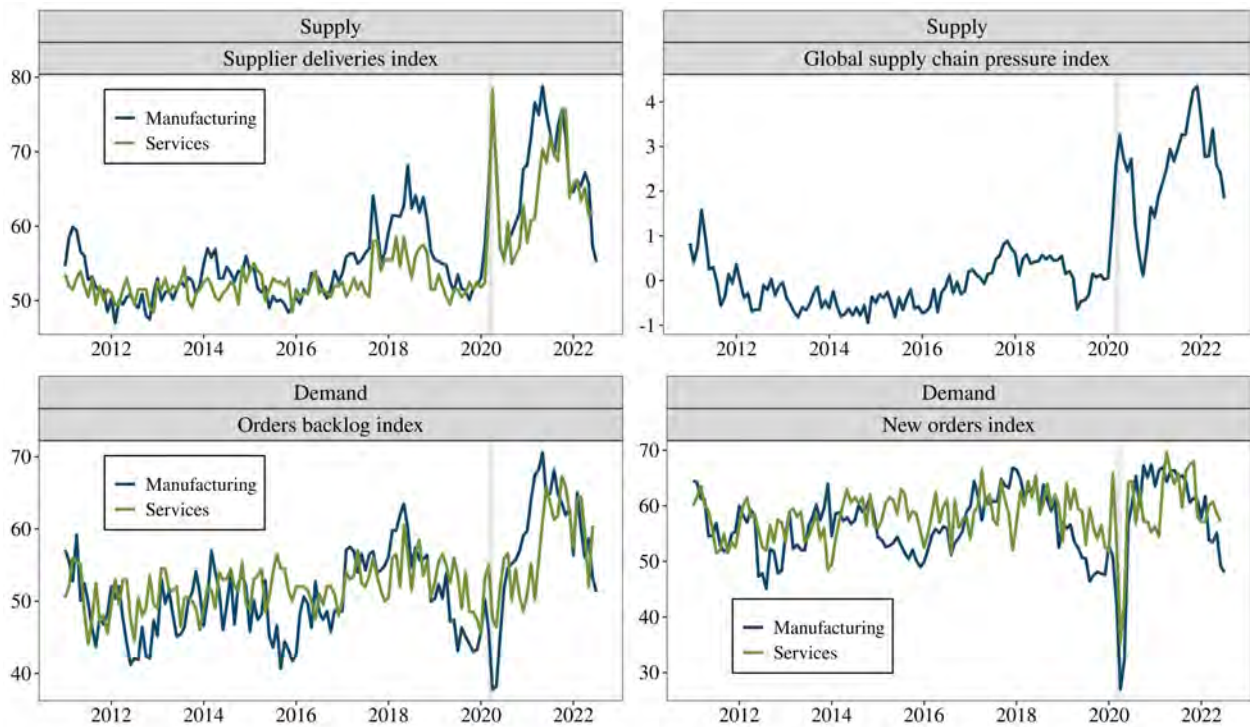 Supply
Supplier deliveries index
80
70
60
50
Manufacturing
Services
2012 2014 2016 2018 2020 2022
Supply
Global supply chain pressure index
4
3
2
1
0
-1
2012 2014 2016 2018 2020 2022
Demand
Orders backlog index
70
60
50
40
Manufacturing
Services
2012 2014 2016 2018 2020 2022
Demand
New orders index
70
60
50
40
30
Manufacturing
Services
2012 2014 2016 2018 2020 2022